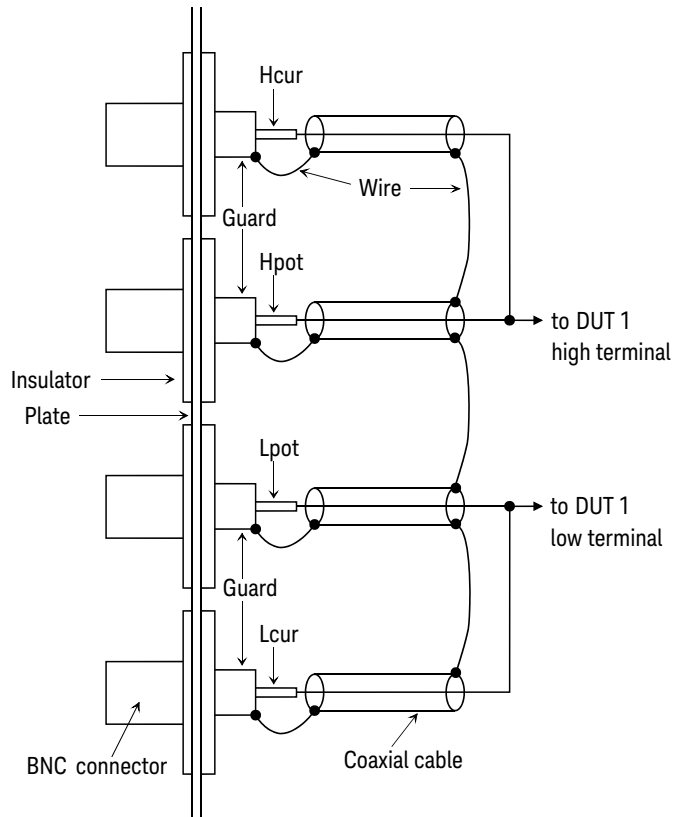 Hcur
Wire
Guard
Hpot
to DUT 1
high terminal
Insulator
Plate
Lpot
to DUT 1
low terminal
Guard
Lcur
BNC connector
Coaxial cable